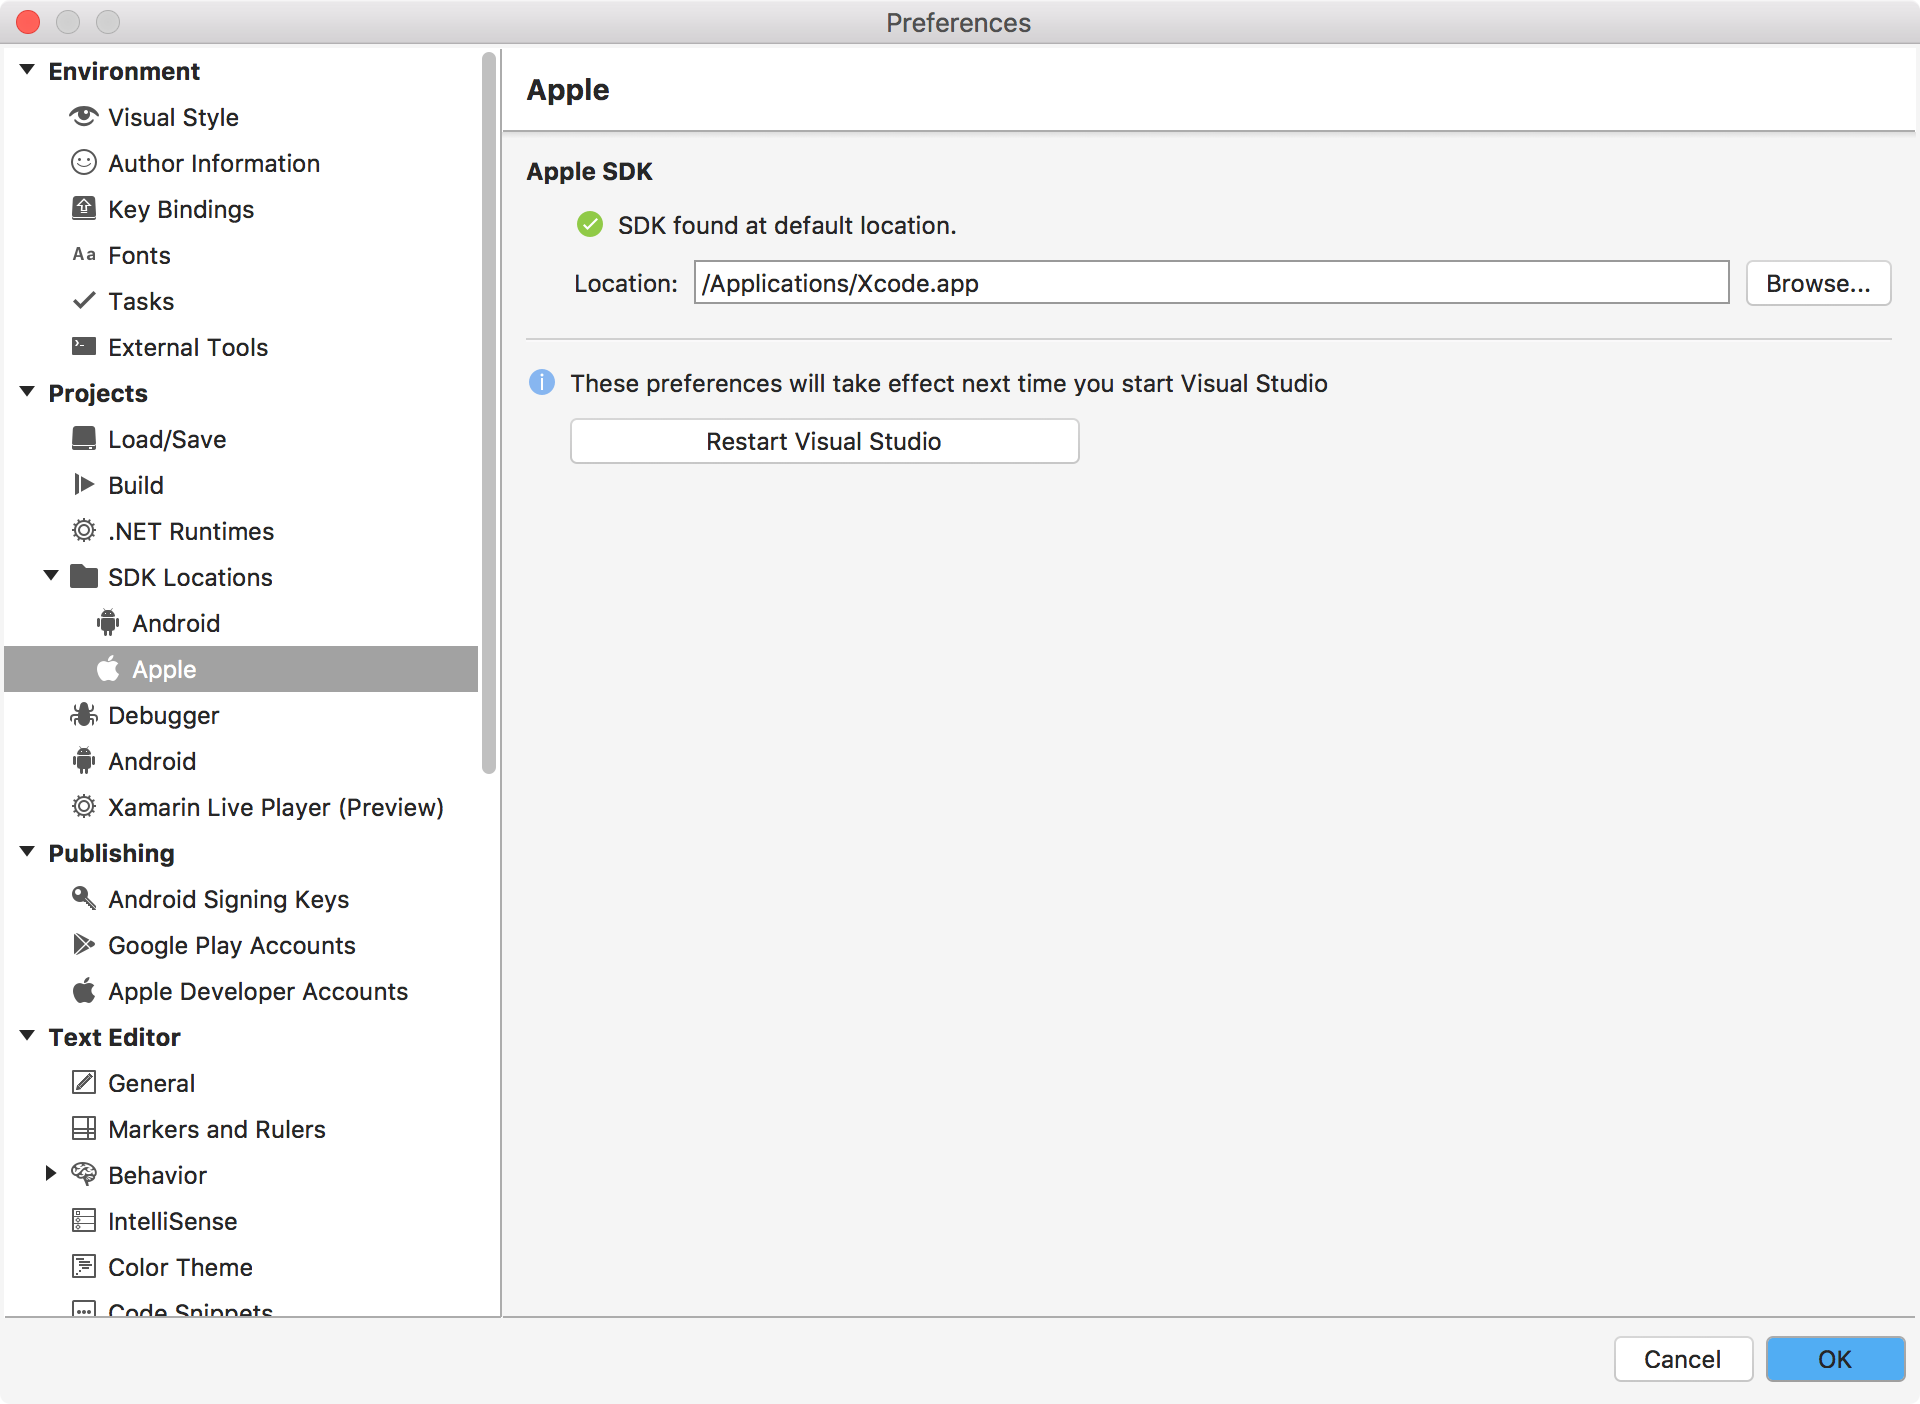 Preferences
Environment
Visual Style
Author Information
Key Bindings
Aa Fonts
Tasks
External Tools
Projects
Load/Save
Build
.NET Runtimes
SDK Locations
Android
Apple
Debugger
Android
Xamarin Live Player (Preview)
Publishing
Android Signing Keys
Google Play Accounts
Apple Developer Accounts
Text Editor
General
Markers and Rulers
Behavior
IntelliSense
Color Theme
Code Snippets
Apple
Apple SDK
SDK found at default location.
Location: /Applications/Xcode.app Browse...
These preferences will take effect next time you start Visual Studio
Restart Visual Studio
Cancel OK